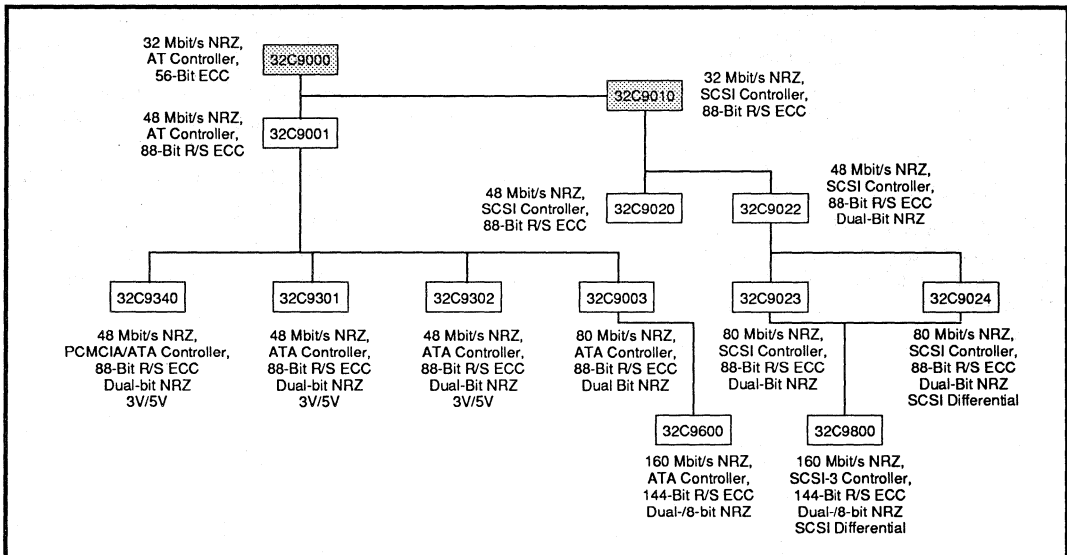 32 Mbit/s NRZ,
AT Controller,
56-Bit ECC
32C9000
32C9010
32 Mbit/s NRZ,
SCSI Controller,
88-Bit R/S ECC
48 Mbit/s NRZ,
AT Controller,
88-Bit R/S ECC
32C9001
48 Mbit/s NRZ,
SCSI Controller,
88-Bit R/S ECC
32C9020
32C9022
48 Mbit/s NRZ,
SCSI Controller,
88-Bit R/S ECC
Dual-Bit NRZ
32C9340
48 Mbit/s NRZ,
PCMCIA/ATA Controller,
88-Bit R/S ECC
Dual-bit NRZ
3V/5V
32C9301
48 Mbit/s NRZ,
ATA Controller,
88-Bit R/S ECC
Dual-bit NRZ
3V/5V
32C9302
48 Mbit/s NRZ,
ATA Controller,
88-Bit R/S ECC
Dual-Bit NRZ
3V/5V
32C9003
80 Mbit/s NRZ,
ATA Controller,
88-Bit R/S ECC
Dual Bit NRZ
32C9023
80 Mbit/s NRZ,
SCSI Controller,
88-Bit R/S ECC
Dual-Bit NRZ
32C9024
80 Mbit/s NRZ,
SCSI Controller,
88-Bit R/S ECC
Dual-Bit NRZ
SCSI Differential
32C9600
160 Mbit/s NRZ,
ATA Controller,
144-Bit R/S ECC
Dual-/8-bit NRZ
32C9800
160 Mbit/s NRZ,
SCSI-3 Controller,
144-Bit R/S ECC
Dual-/8-bit NRZ
SCSI Differential